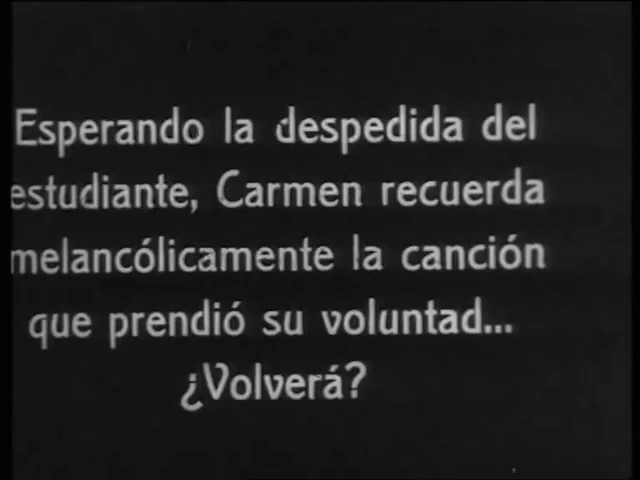 Esperando la despedida del
estudiante, Carmen recuerda
melancólicamente la canción
que prendió su voluntad...
¿Volverá?